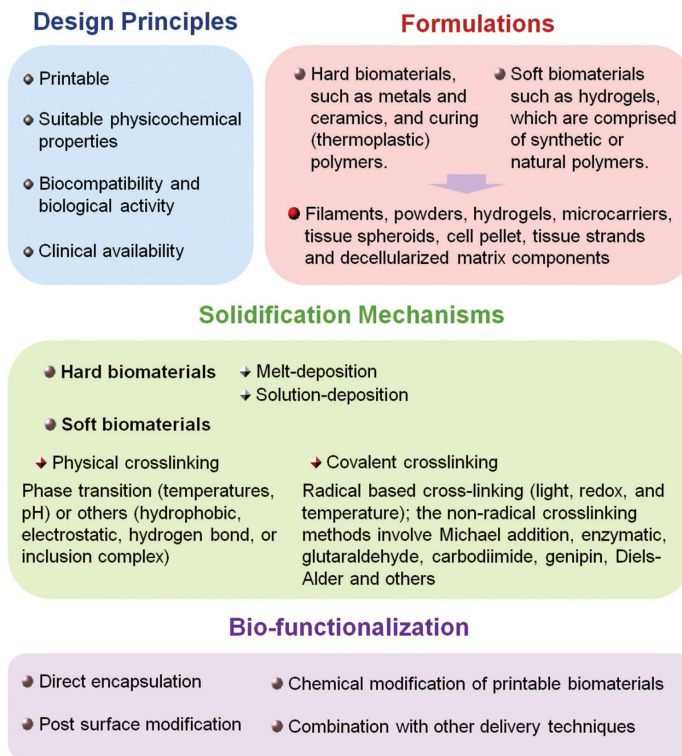 Design Principles
Printable
Suitable physicochemical
properties
Biocompatibility and
biological activity
Clinical availability
Formulations
Hard biomaterials,
such as metals and
ceramics, and curing
(thermoplastic)
polymers.
Soft biomaterials
such as hydrogels,
which are comprised
of synthetic or
natural polymers.
Filaments, powders, hydrogels, microcarriers,
tissue spheroids, cell pellet, tissue strands
and decellularized matrix components
Solidification Mechanisms
Hard biomaterials
Melt-deposition
Solution-deposition
Soft biomaterials
Physical crosslinking
Phase transition (temperatures,
pH) or others (hydrophobic,
electrostatic, hydrogen bond, or
inclusion complex)
Covalent crosslinking
Radical based cross-linking (light, redox, and
temperature); the non-radical crosslinking
methods involve Michael addition, enzymatic,
glutaraldehyde, carbodiimide, genipin, Diels-
Alder and others
Bio-functionalization
Direct encapsulation
Chemical modification of printable biomaterials
Post surface modification
Combination with other delivery techniques